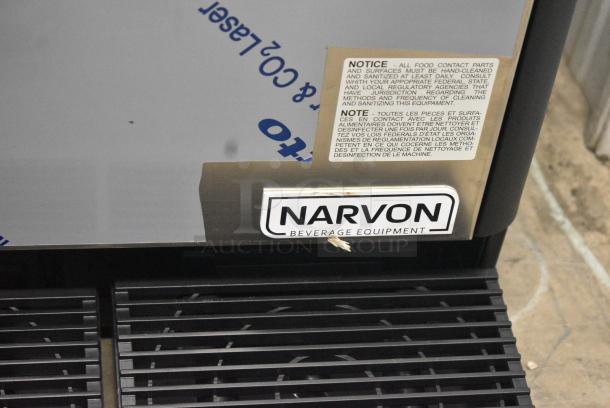 & CO₂ Laser
NOTICE - ALL FOOD CONTACT PARTS
AND SURFACES MUST BE HAND-CLEANED
AND SANITIZED AT LEAST DAILY. CONSULT
WITH YOUR APPROPRIATE FEDERAL, STATE,
AND LOCAL REGULATORY AGENCIES THAT
HAVE JURISDICTION REGARDING THE
METHODS AND FREQUENCY OF CLEANING
AND SANITIZING THIS EQUIPMENT.
NOTE - TOUTES LES PIECES ET SURFA-
CES EN CONTACT AVEC LES PRODUITS
ALIMENTAIRES DOIVENT ETRE NETTOYER ET
DESINFECTER UNE FOIS PAR JOUR. CONSUL-
TEZ VOS LOIS FEDERALS D'ETAT LES ORGA-
NISMES DE REGLAMENTATION LOCAUX COM-
PETENT EN CE QUI COCERNE LES METHO-
DES ET LA FREQUENCE DE NETTOYAGE ET
DESINFECTION DE LE MACHINE.
NARVON
BEVERAGE EQUIPMENT
AUCTION GROUP